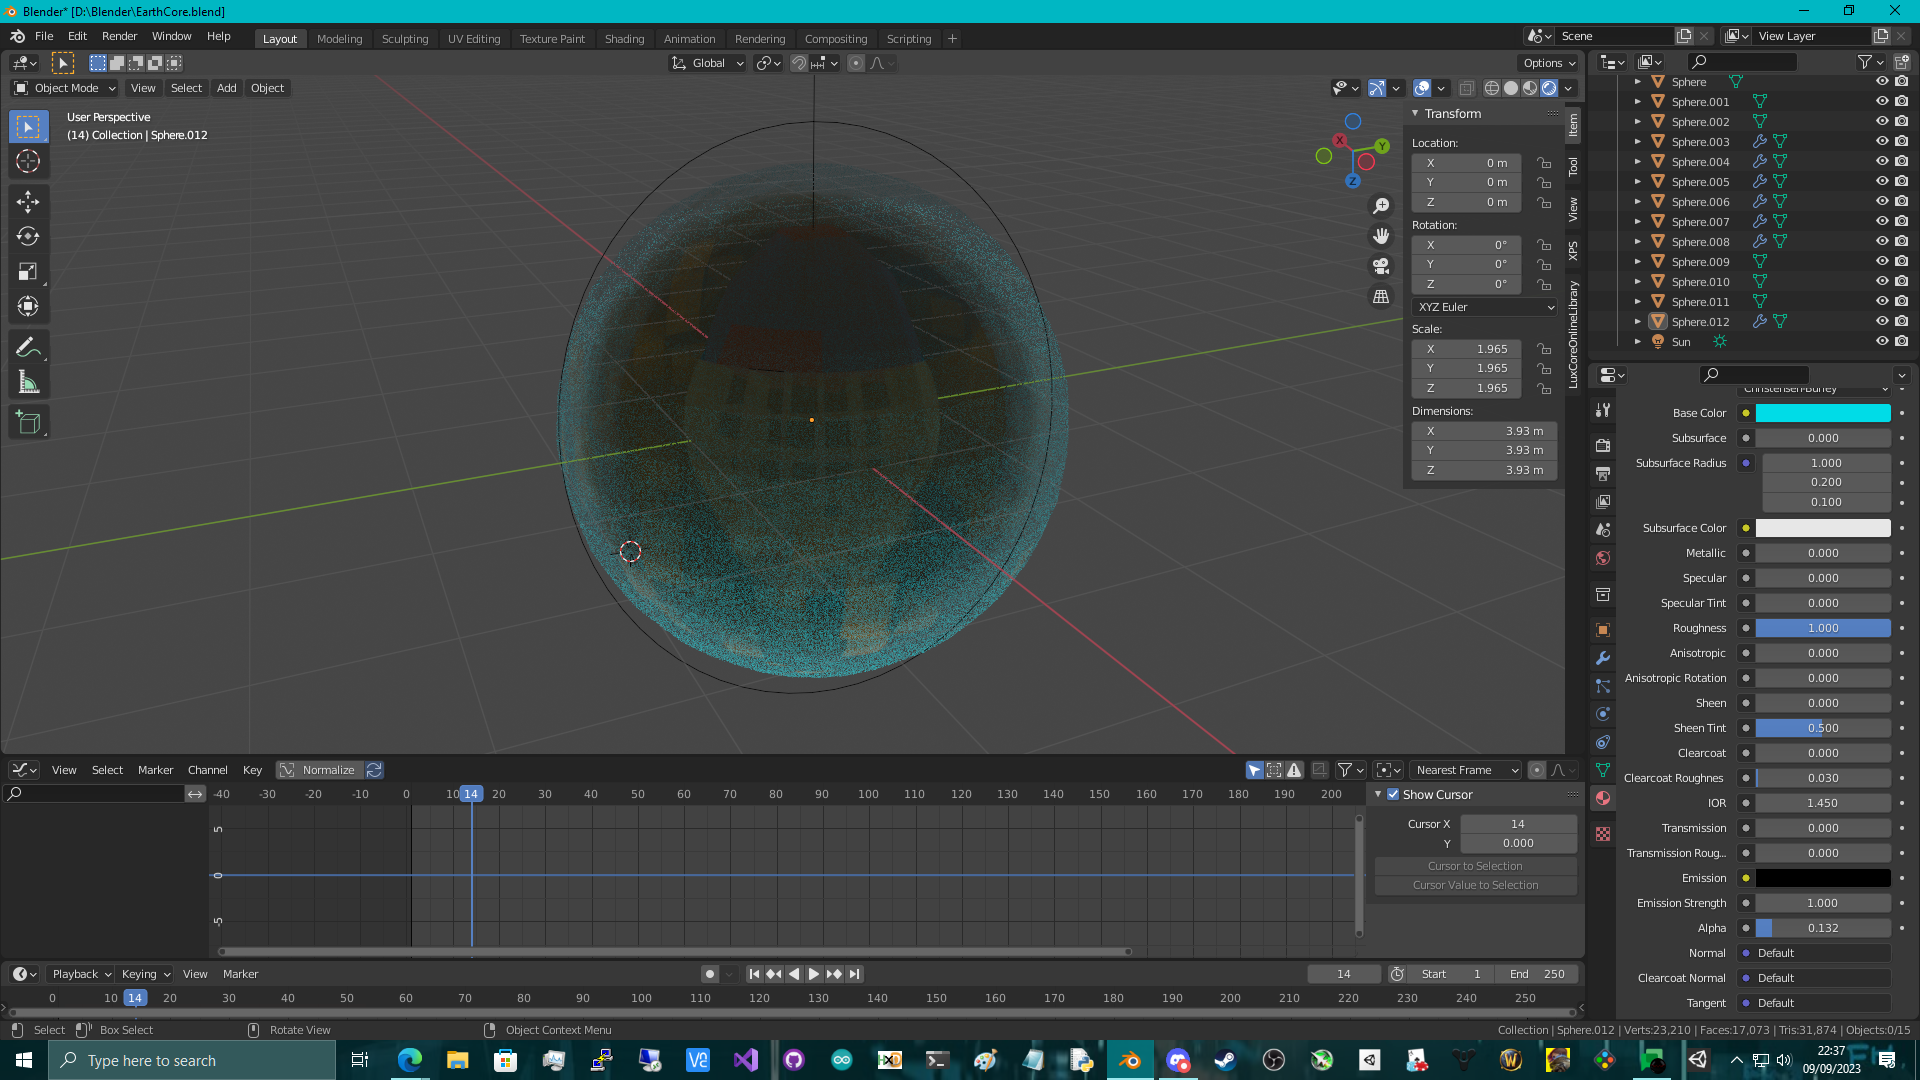 Blender* [D:\Blender\EarthCore.blend]
File Edit Render Window Help Layout Modeling Sculpting UV Editing Texture Paint Shading Animation Rendering Compositing Scripting + Scene View Layer
Global Options
Object Mode View Select Add Object
User Perspective
(14) Collection | Sphere.012
X Y Z
Transform
Location:
X 0 m
Y 0 m
Z 0 m
Rotation:
X 0°
Y 0°
Z 0°
XYZ Euler
Scale:
X 1.965
Y 1.965
Z 1.965
Dimensions:
X 3.93 m
Y 3.93 m
Z 3.93 m
Item
Tool
View
XPS
LuxCoreOnlineLibrary
Sphere
Sphere.001
Sphere.002
Sphere.003
Sphere.004
Sphere.005
Sphere.006
Sphere.007
Sphere.008
Sphere.009
Sphere.010
Sphere.011
Sphere.012
Sun
Christensen-Burley
Base Color
Subsurface 0.000
Subsurface Radius 1.000
0.200
0.100
Subsurface Color
Metallic 0.000
Specular 0.000
Specular Tint 0.000
Roughness 1.000
Anisotropic 0.000
Anisotropic Rotation 0.000
Sheen 0.000
Sheen Tint 0.500
Clearcoat 0.000
Clearcoat Roughnes 0.030
IOR 1.450
Transmission 0.000
Transmission Roug... 0.000
Emission
Emission Strength 1.000
Alpha 0.132
Normal Default
Clearcoat Normal Default
Tangent Default
View Select Marker Channel Key Normalize Nearest Frame
-40 -30 -20 -10 0 10 14 20 30 40 50 60 70 80 90 100 110 120 130 140 150 160 170 180 190 200
5
0
-5
Show Cursor
Cursor X 14
Y 0.000
Cursor to Selection
Cursor Value to Selection
Playback Keying View Marker 14 Start 1 End 250
0 10 14 20 30 40 50 60 70 80 90 100 110 120 130 140 150 160 170 180 190 200 210 220 230 240 250
Select Box Select Rotate View Object Context Menu Collection | Sphere.012 | Verts:23,210 | Faces:17,073 | Tris:31,874 | Objects:0/15
Type here to search
22:37
09/09/2023